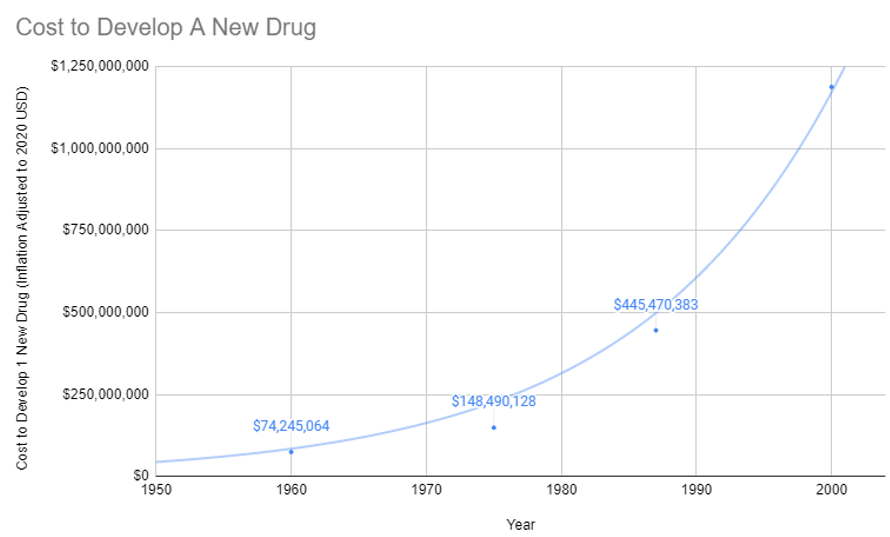 Cost to Develop A New Drug
Cost to Develop 1 New Drug (Inflation Adjusted to 2020 USD)
$1,250,000,000
$1,000,000,000
$750,000,000
$500,000,000
$250,000,000
$0
$74,245,064
$148,490,128
$445,470,383
1950 1960 1970 1980 1990 2000
Year